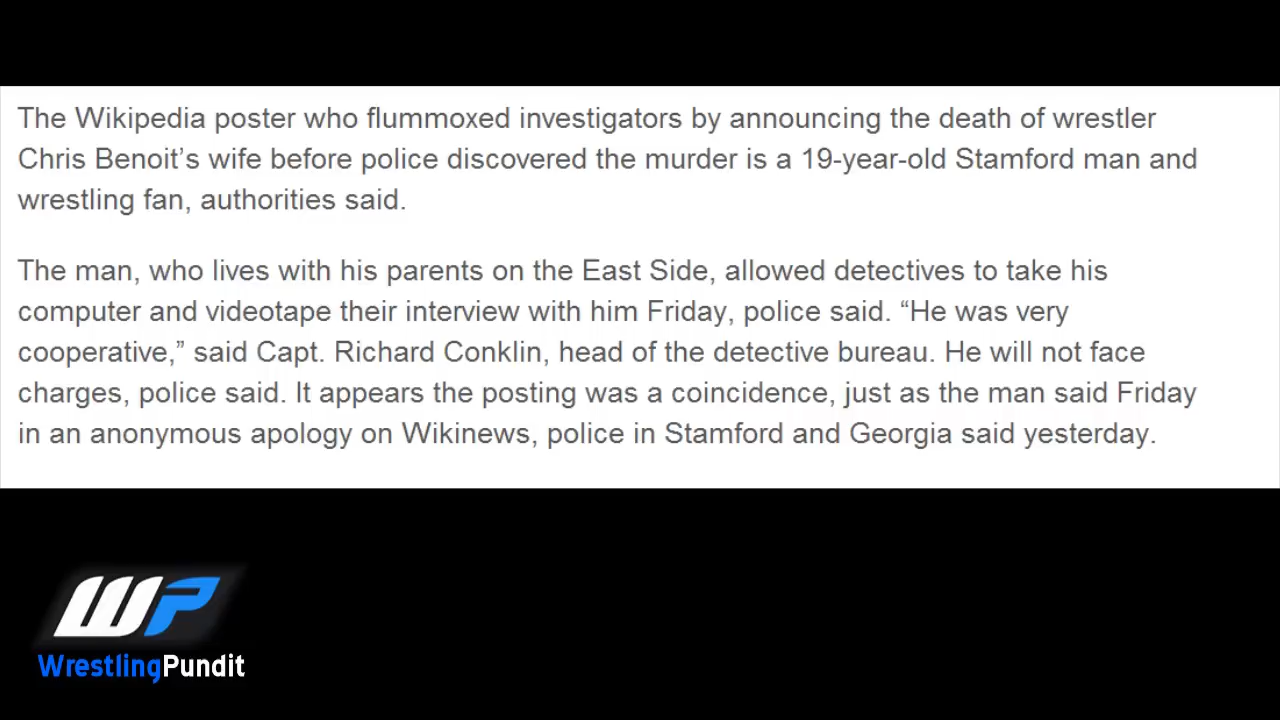 The Wikipedia poster who flummoxed investigators by announcing the death of wrestler
Chris Benoit’s wife before police discovered the murder is a 19-year-old Stamford man and
wrestling fan, authorities said.
The man, who lives with his parents on the East Side, allowed detectives to take his
computer and videotape their interview with him Friday, police said. “He was very
cooperative,” said Capt. Richard Conklin, head of the detective bureau. He will not face
charges, police said. It appears the posting was a coincidence, just as the man said Friday
in an anonymous apology on Wikinews, police in Stamford and Georgia said yesterday.
WP
WrestlingPundit